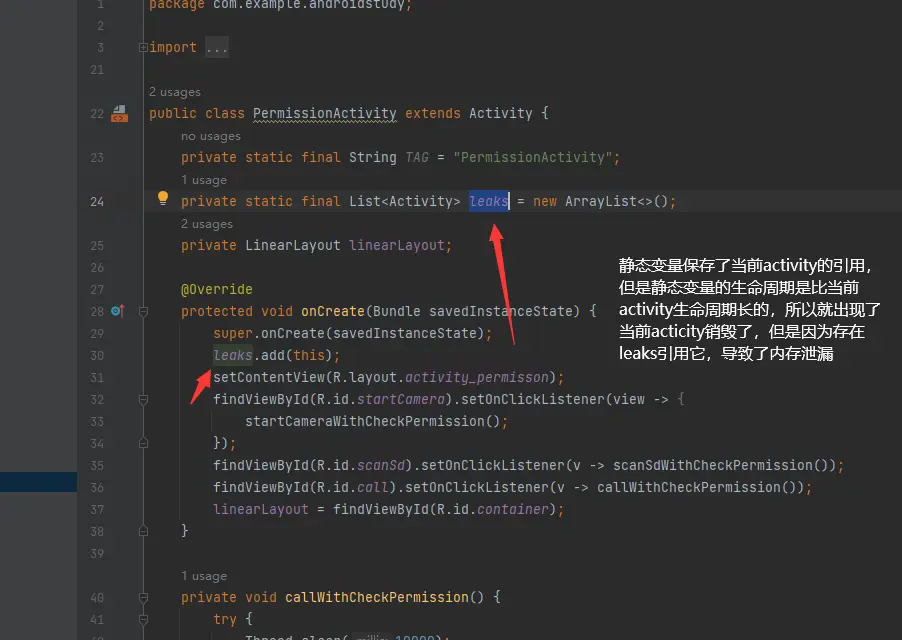 1 package com.example.androidstudy;
2
3 import ...
21
2 usages
22 public class PermissionActivity extends Activity {
no usages
23 private static final String TAG = "PermissionActivity";
1 usage
24 private static final List<Activity> leaks = new ArrayList<>();
2 usages
25 private LinearLayout linearLayout;
26
27 @Override
28 protected void onCreate(Bundle savedInstanceState) {
29 super.onCreate(savedInstanceState);
30 leaks.add(this);
31 setContentView(R.layout.activity_permisson);
32 findViewById(R.id.startCamera).setOnClickListener(view -> {
33 startCameraWithCheckPermission();
34 });
35 findViewById(R.id.scanSd).setOnClickListener(v -> scanSdWithCheckPermission());
36 findViewById(R.id.call).setOnClickListener(v -> callWithCheckPermission());
37 linearLayout = findViewById(R.id.container);
38 }
39
1 usage
40 private void callWithCheckPermission() {
41 try {
Thread.sleep( millis: 10000);
静态变量保存了当前activity的引用，
但是静态变量的生命周期是比当前
activity生命周期长的，所以就出现了
当前acticity销毁了，但是因为存在
leaks引用它，导致了内存泄漏